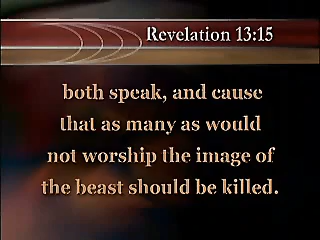 Revelation 13:15
both speak, and cause
that as many as would
not worship the image of
the beast should be killed.